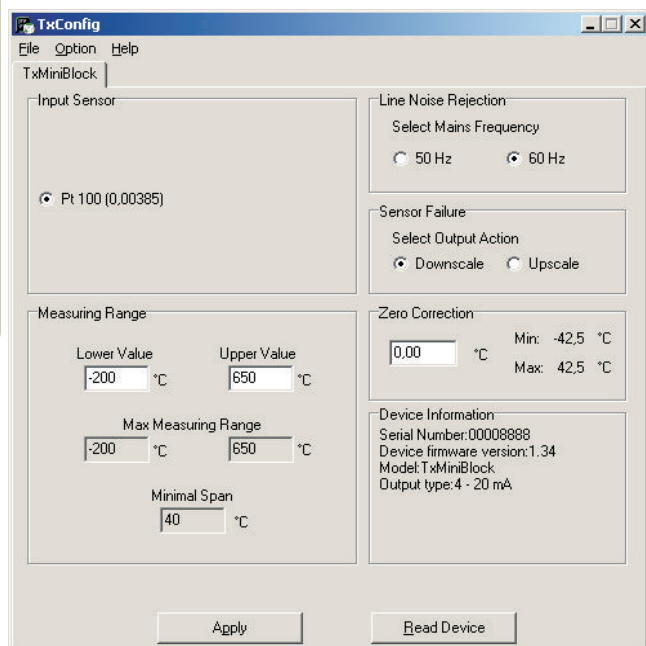 TxConfig
File Option Help
TxMiniBlock
Input Sensor
Pt 100 (0,00385)
Line Noise Rejection
Select Mains Frequency
50 Hz 60 Hz
Sensor Failure
Select Output Action
Downscale Upscale
Measuring Range
Lower Value Upper Value
-200 °C 650 °C
Max Measuring Range
-200 °C 650 °C
Minimal Span
40 °C
Zero Correction
0,00 °C
Min: -42,5 °C
Max: 42,5 °C
Device Information
Serial Number:00008888
Device firmware version:1.34
Model:TxMiniBlock
Output type:4 - 20 mA
Apply Read Device